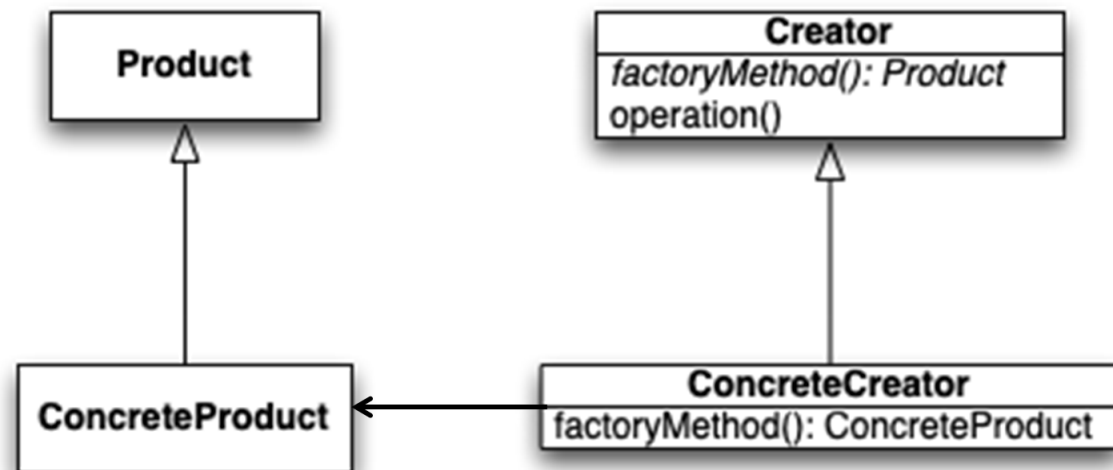 Product
Creator
factoryMethod(): Product
operation()
ConcreteProduct
ConcreteCreator
factoryMethod(): ConcreteProduct